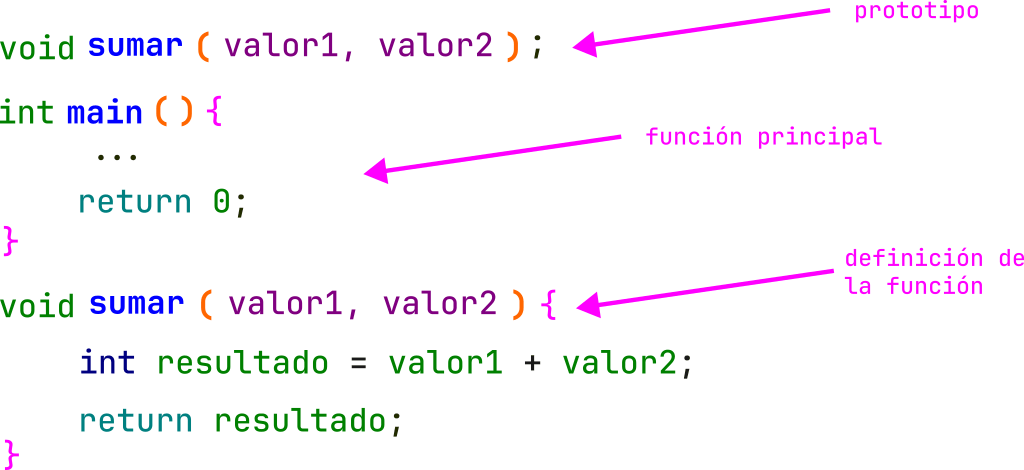 prototipo
void sumar ( valor1, valor2 ) ;
int main () {
...
función principal
return 0;
}
definición de
la función
void sumar ( valor1, valor2 ) {
int resultado = valor1 + valor2;
return resultado;
}